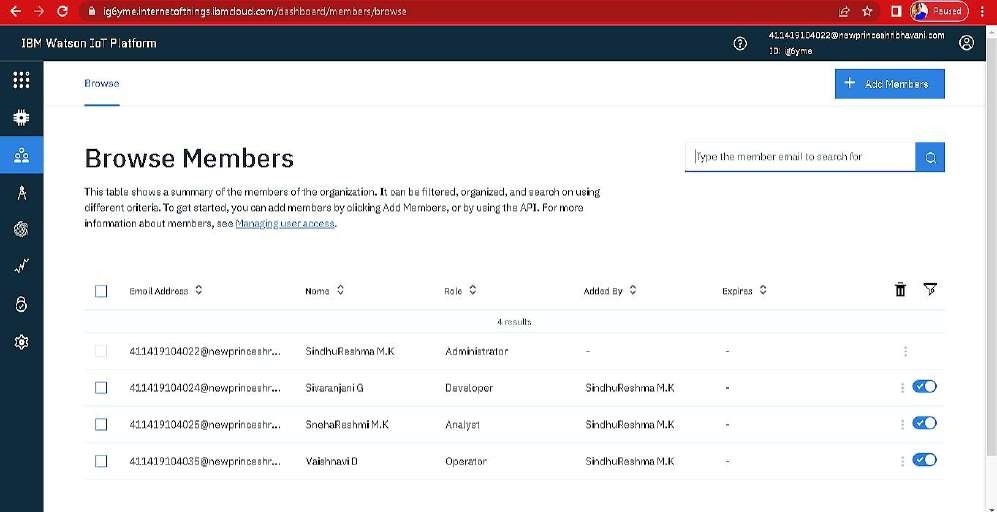 ig6yme.internetofthings.ibmcloud.com/dashboard/members/browse
Paused
IBM Watson IoT Platform
411419104022@newprinceshribhavani.com
ID: ig6yme
Browse
Add Members
Browse Members
Type the member email to search for
This table shows a summary of the members of the organization. It can be filtered, organized, and search on using
different criteria. To get started, you can add members by clicking Add Members, or by using the API. For more
information about members, see Managing user access.
Email Address Name Role Added By Expires
4 results
411419104022@newprinceshr... SindhuReshma M.K Administrator - -
411419104024@newprinceshr... Sivaranjani G Developer SindhuReshma M.K -
411419104026@newprinceshr... SnehaReshmi M.K Analyst SindhuReshma M.K -
411419104035@newprinceshr... Vaishnavi D Operator SindhuReshma M.K -